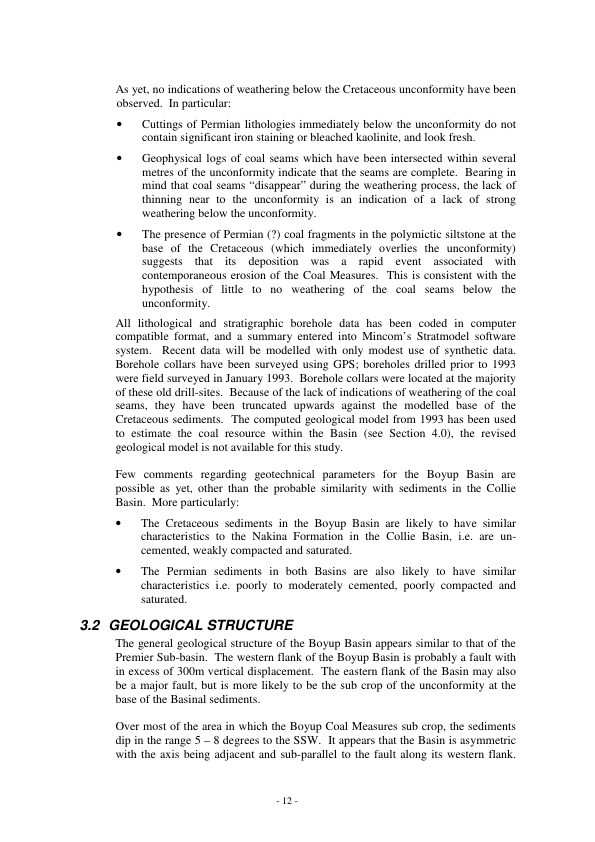 As yet, no indications of weathering below the Cretaceous unconformity have been
observed.  In particular:
• Cuttings of Permian lithologies immediately below the unconformity do not
contain significant iron staining or bleached kaolinite, and look fresh.
• Geophysical logs of coal seams which have been intersected within several
metres of the unconformity indicate that the seams are complete.  Bearing in
mind that coal seams “disappear” during the weathering process, the lack of
thinning near to the unconformity is an indication of a lack of strong
weathering below the unconformity.
• The presence of Permian (?) coal fragments in the polymictic siltstone at the
base of the Cretaceous (which immediately overlies the unconformity)
suggests that its deposition was a rapid event associated with
contemporaneous erosion of the Coal Measures.  This is consistent with the
hypothesis of little to no weathering of the coal seams below the
unconformity.
All lithological and stratigraphic borehole data has been coded in computer
compatible format, and a summary entered into Mincom’s Stratmodel software
system.  Recent data will be modelled with only modest use of synthetic data.
Borehole collars have been surveyed using GPS; boreholes drilled prior to 1993
were field surveyed in January 1993.  Borehole collars were located at the majority
of these old drill-sites.  Because of the lack of indications of weathering of the coal
seams, they have been truncated upwards against the modelled base of the
Cretaceous sediments.  The computed geological model from 1993 has been used
to estimate the coal resource within the Basin (see Section 4.0), the revised
geological model is not available for this study.
Few comments regarding geotechnical parameters for the Boyup Basin are
possible as yet, other than the probable similarity with sediments in the Collie
Basin.  More particularly:
• The Cretaceous sediments in the Boyup Basin are likely to have similar
characteristics to the Nakina Formation in the Collie Basin, i.e. are un-
cemented, weakly compacted and saturated.
• The Permian sediments in both Basins are also likely to have similar
characteristics i.e. poorly to moderately cemented, poorly compacted and
saturated.
3.2 GEOLOGICAL STRUCTURE
The general geological structure of the Boyup Basin appears similar to that of the
Premier Sub-basin.  The western flank of the Boyup Basin is probably a fault with
in excess of 300m vertical displacement.  The eastern flank of the Basin may also
be a major fault, but is more likely to be the sub crop of the unconformity at the
base of the Basinal sediments.
Over most of the area in which the Boyup Coal Measures sub crop, the sediments
dip in the range 5 – 8 degrees to the SSW.  It appears that the Basin is asymmetric
with the axis being adjacent and sub-parallel to the fault along its western flank.
- 12 -